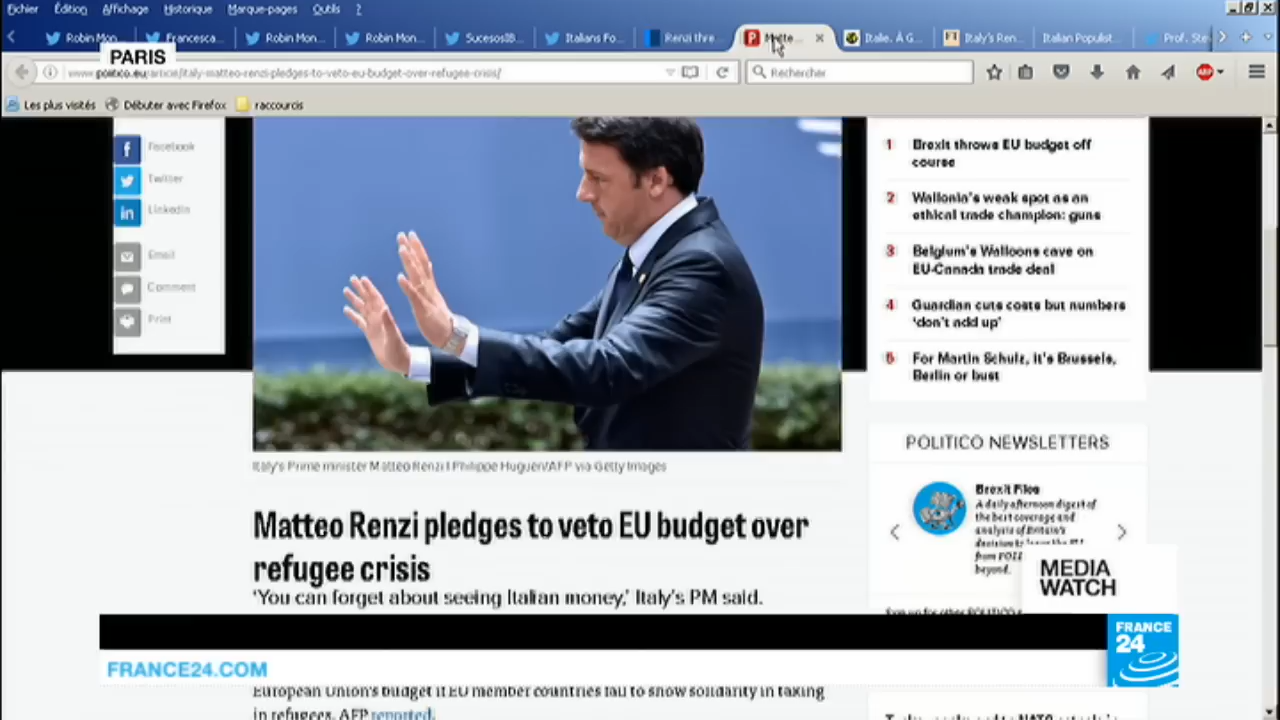 Fichier Édition Affichage Historique Marque-pages Outils ?
Robin Mon... Francesca... Robin Mon... Robin Mon... SucesosIB... Italians Fo... Renzi thre... Matte... Italie. À G... Italy's Ren... Italian Populist... Prof. Ste
PARIS
www.politico.eu/article/italy-matteo-renzi-pledges-to-veto-eu-budget-over-refugee-crisis/
Rechercher
ABP
Les plus visités Débuter avec Firefox raccourcis
Facebook
Twitter
LinkedIn
Email
Comment
Print
1 Brexit throws EU budget off
course
2 Wallonia's weak spot as an
ethical trade champion: guns
3 Belgium's Walloons cave on
EU-Canada trade deal
4 Guardian cuts costs but numbers
'don't add up'
5 For Martin Schulz, it's Brussels,
Berlin or bust
Italy's Prime minister Matteo Renzi | Philippe Huguen/AFP via Getty Images
Matteo Renzi pledges to veto EU budget over
refugee crisis
'You can forget about seeing Italian money,' Italy's PM said.
POLITICO NEWSLETTERS
Brexit Files
A daily afternoon digest of
the best coverage and
analysis of Britain's
decision to leave the EU
from POLI
beyond.
MEDIA
WATCH
Sign up for other POLITICO
FRANCE
24
FRANCE24.COM
European Union's budget if EU member countries fail to show solidarity in taking
in refugees, AFP reported.